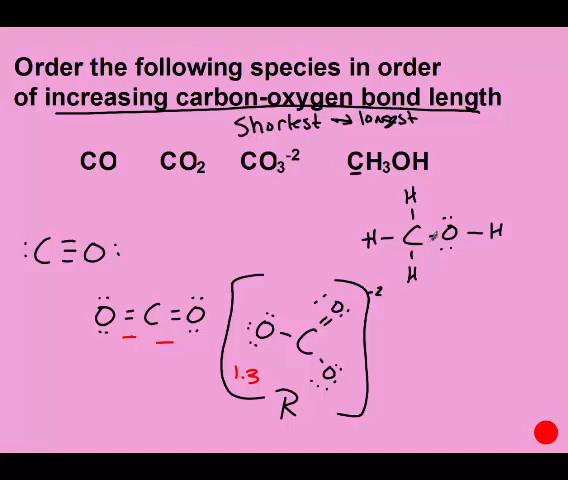 Order the following species in order
of increasing carbon-oxygen bond length
Shortest → longest
CO CO₂ CO₃⁻² CH₃OH
H
H – C – O – H
H
:C≡O:
O = C = O
O – C = O
O
-2
1.3
R